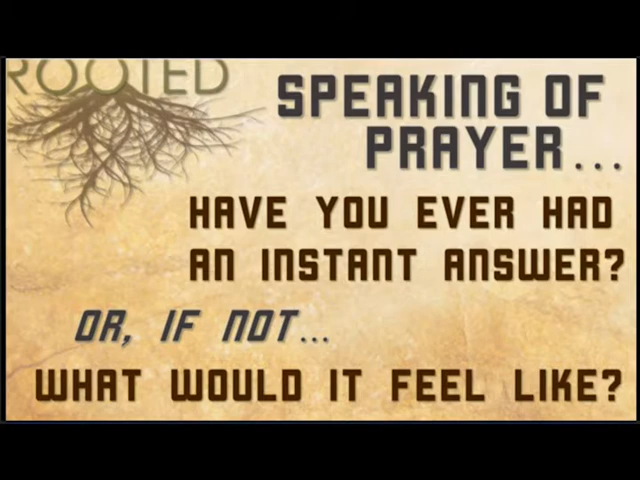 ROOTED
SPEAKING OF
PRAYER...
HAVE YOU EVER HAD
AN INSTANT ANSWER?
OR, IF NOT...
WHAT WOULD IT FEEL LIKE?